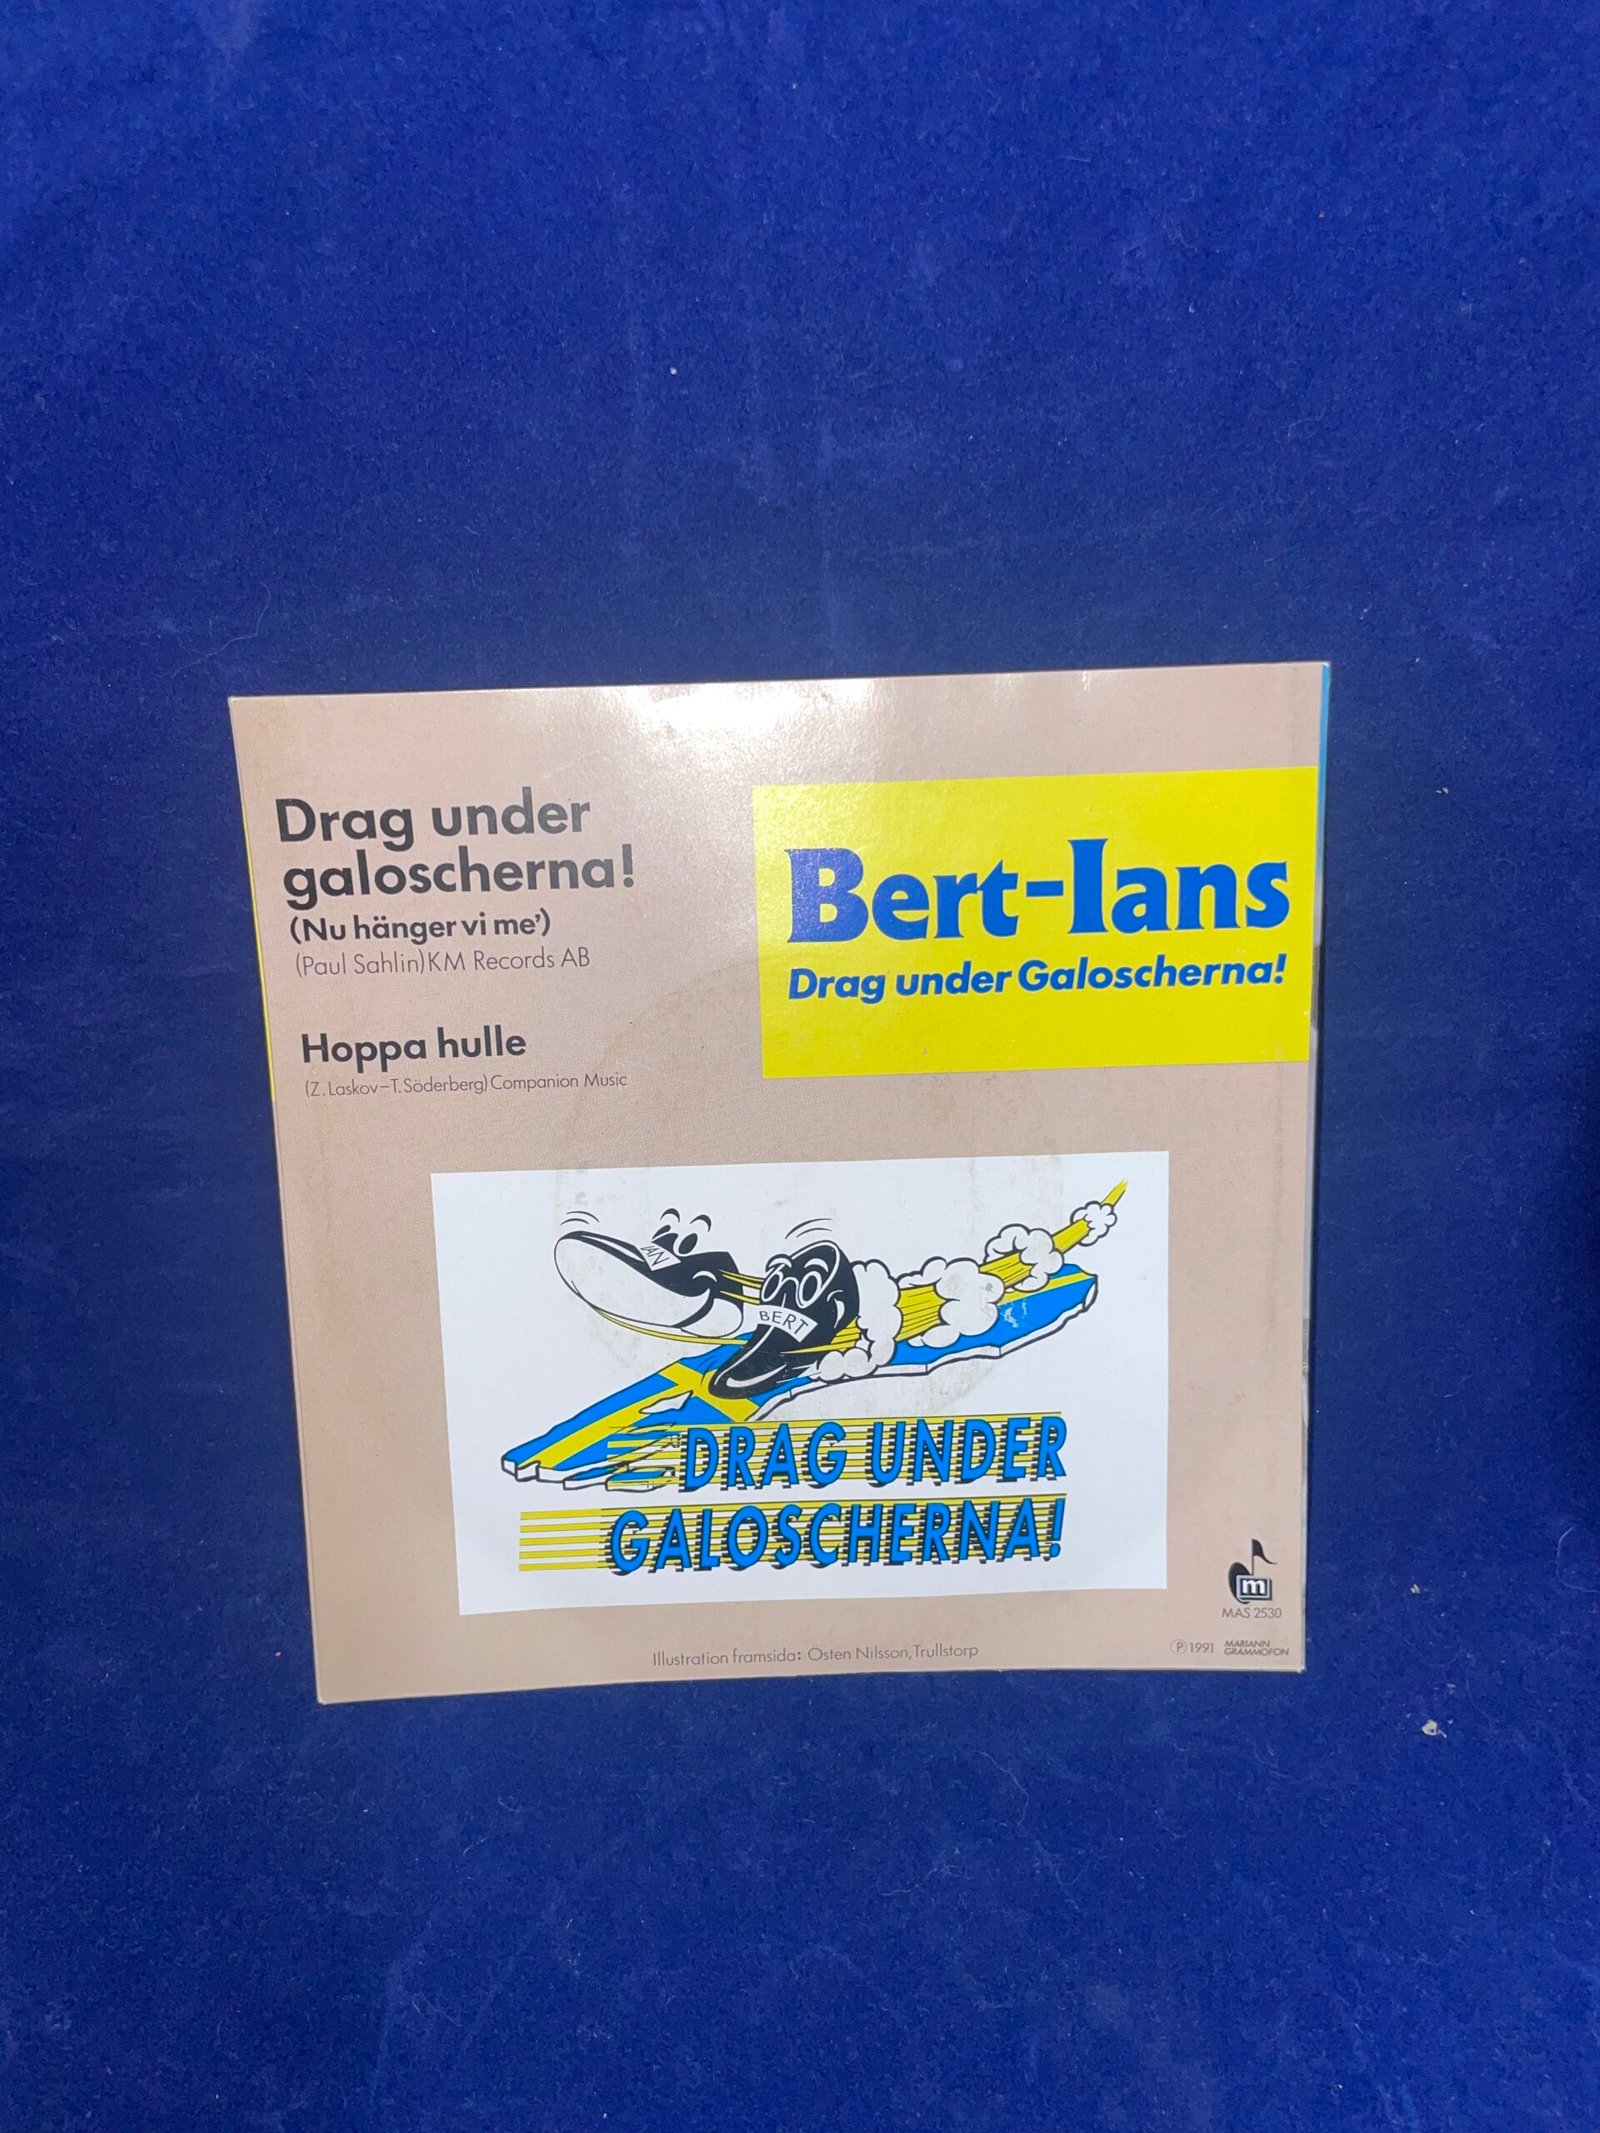 Drag under
galoscherna!
(Nu hänger vi me')
(Paul Sahlin) KM Records AB
Hoppa hulle
(Z. Laskov–T. Söderberg) Companion Music
Bert-Ians
Drag under Galoscherna!
IAN
BERT
DRAG UNDER
GALOSCHERNA!
m
MAS 2530
Ⓟ 1991 MARIANN
GRAMMOFON
Illustration framsida: Östen Nilsson, Trullstorp